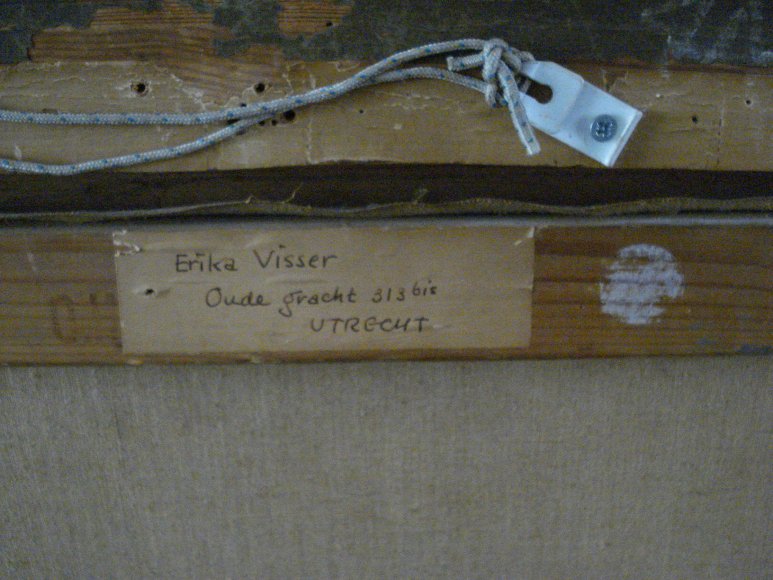 Erika Visser
Oude gracht 313 bis
UTRECHT